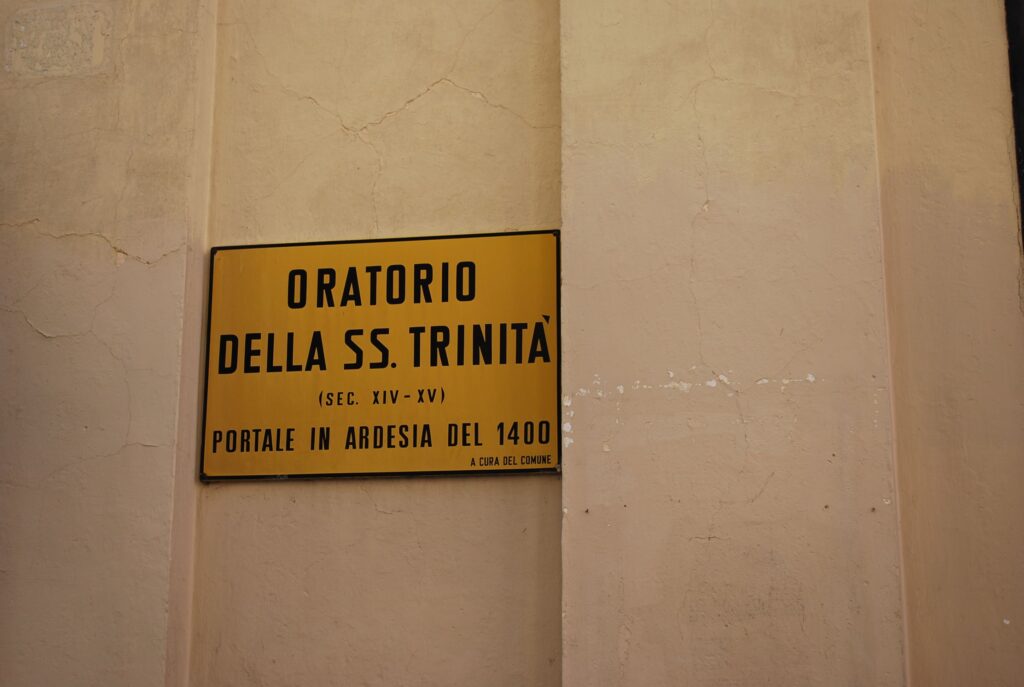 ORATORIO
DELLA SS. TRINITÀ
(SEC. XIV-XV)
PORTALE IN ARDESIA DEL 1400
A CURA DEL COMUNE